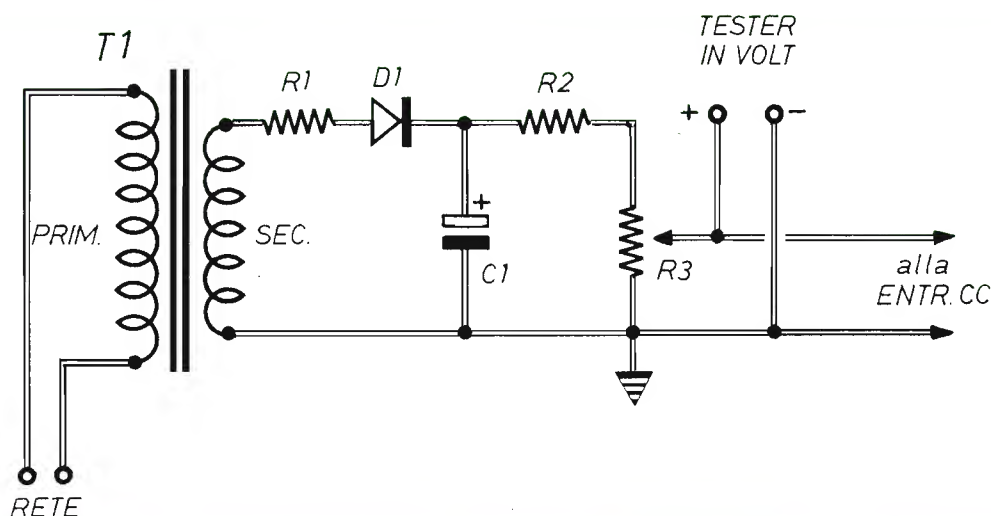 T1
R1
D1
R2
TESTER
IN VOLT
+
-
PRIM.
SEC.
+
C1
R3
alla
ENTR. CC
RETE